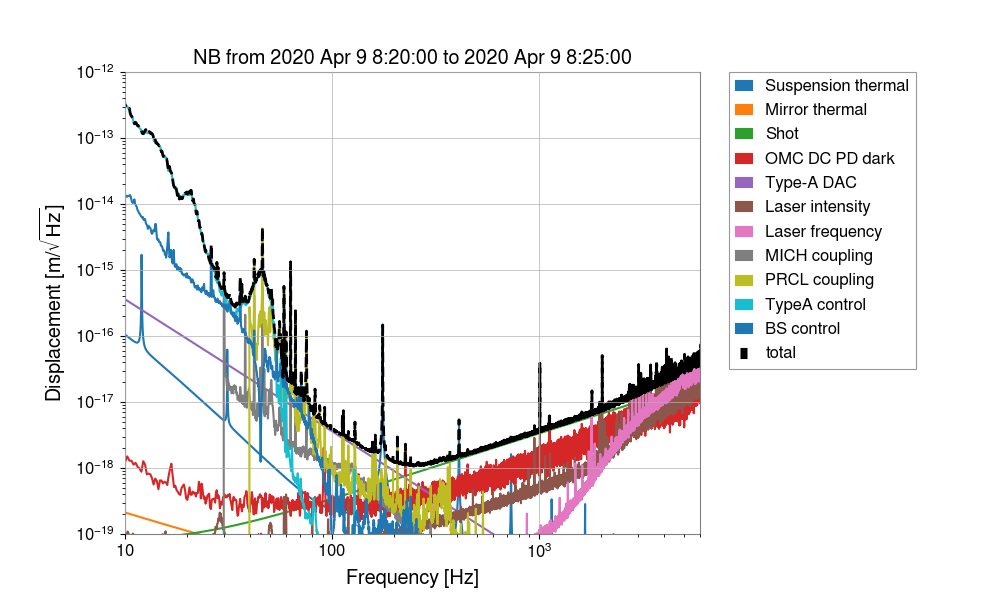 NB from 2020 Apr 9 8:20:00 to 2020 Apr 9 8:25:00
10⁻¹²
10⁻¹³
10⁻¹⁴
10⁻¹⁵
10⁻¹⁶
10⁻¹⁷
10⁻¹⁸
10⁻¹⁹
Displacement [m/√Hz]
10
100
10³
Frequency [Hz]
Suspension thermal
Mirror thermal
Shot
OMC DC PD dark
Type-A DAC
Laser intensity
Laser frequency
MICH coupling
PRCL coupling
TypeA control
BS control
total